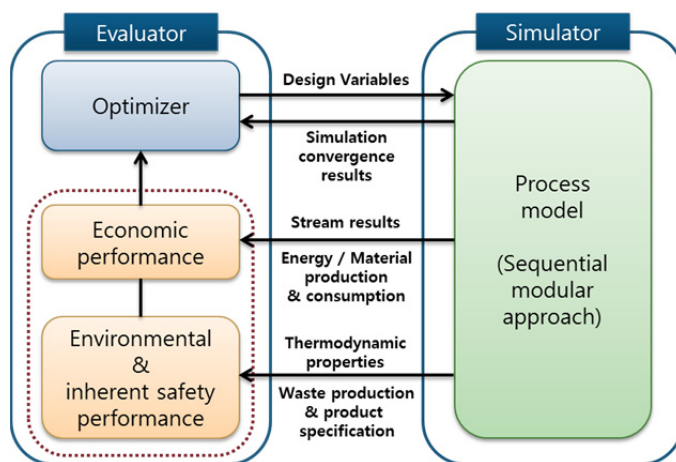 Evaluator
Simulator
Optimizer
Design Variables
Simulation
convergence
results
Economic
performance
Stream results
Energy / Material
production
& consumption
Environmental
&
inherent safety
performance
Thermodynamic
properties
Waste production
& product
specification
Process
model
(Sequential
modular
approach)